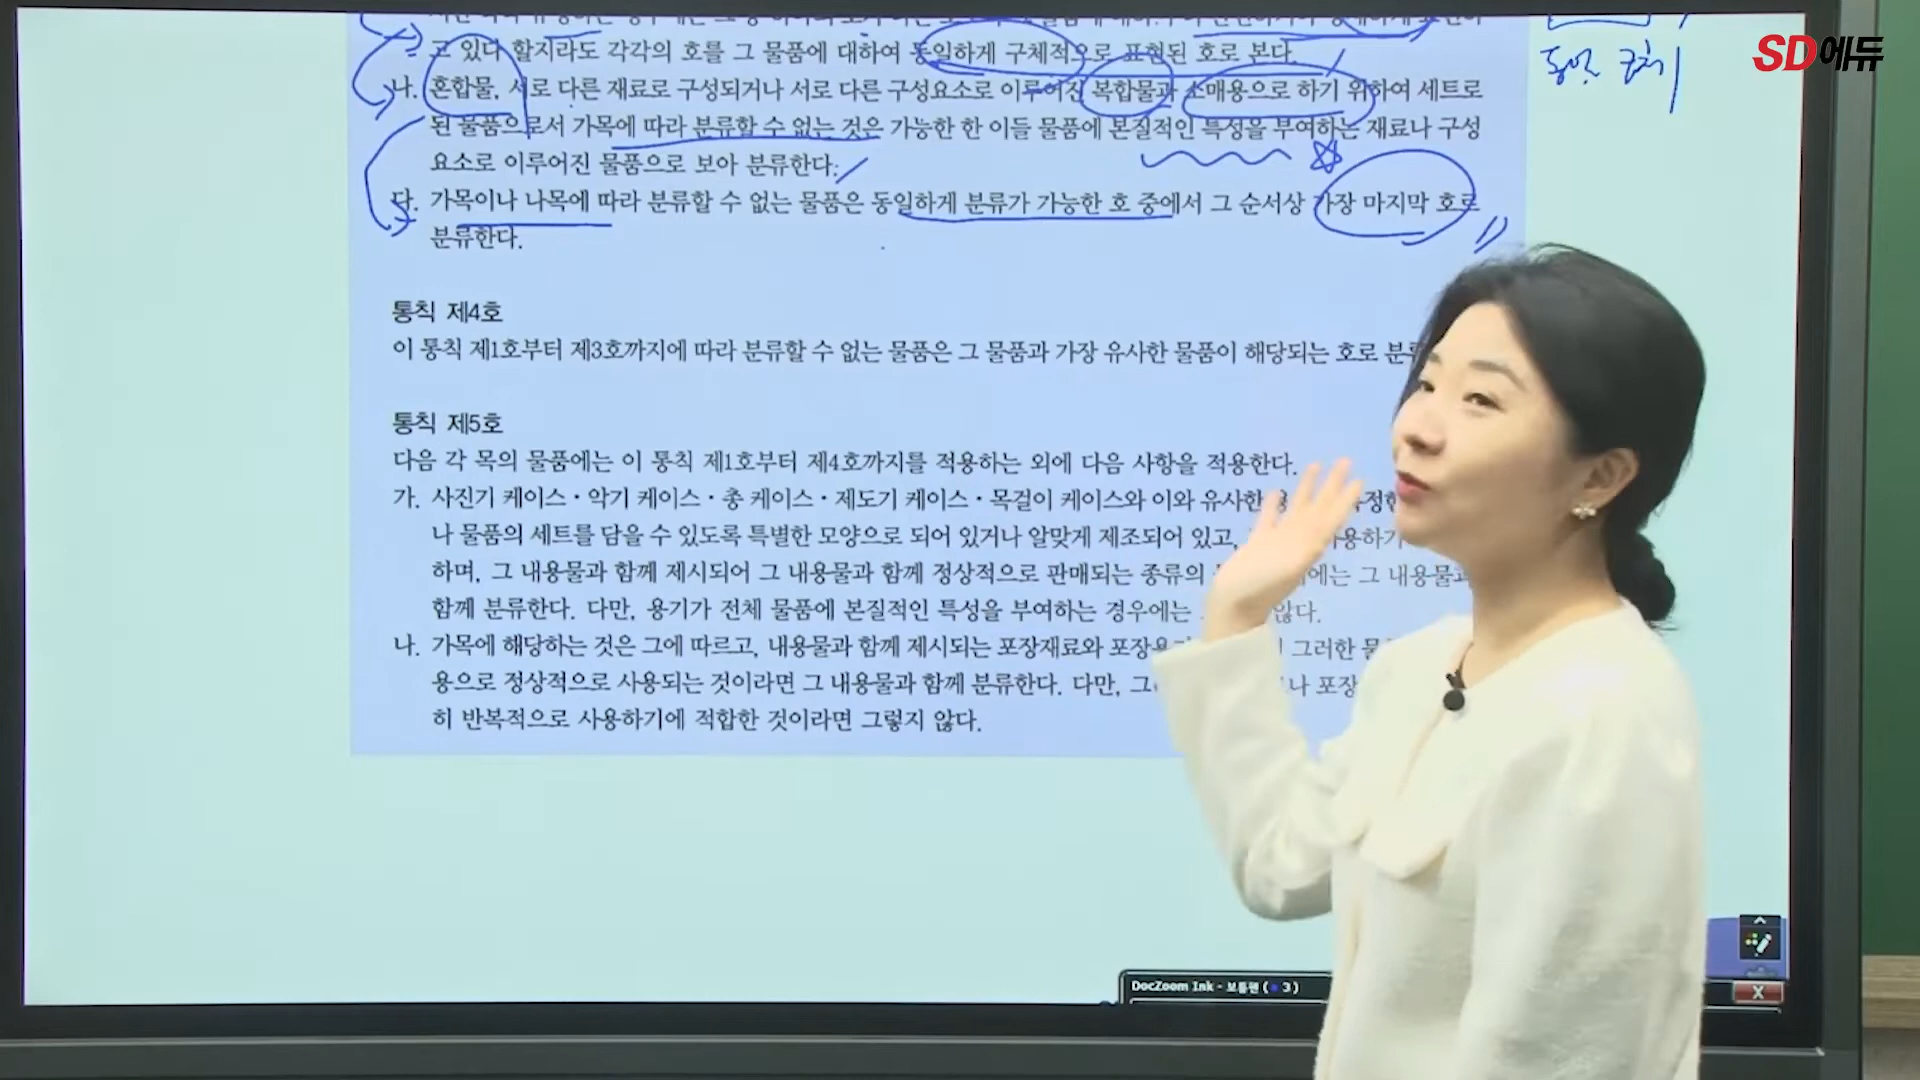 SD에듀
고 있다 할지라도 각각의 호를 그 물품에 대하여 동일하게 구체적으로 표현된 호로 본다.
나. 혼합물, 서로 다른 재료로 구성되거나 서로 다른 구성요소로 이루어진 복합물과 소매용으로 하기 위하여 세트로
된 물품으로서 가목에 따라 분류할 수 없는 것은 가능한 한 이들 물품에 본질적인 특성을 부여하는 재료나 구성
요소로 이루어진 물품으로 보아 분류한다.
다. 가목이나 나목에 따라 분류할 수 없는 물품은 동일하게 분류가 가능한 호 중에서 그 순서상 가장 마지막 호로
분류한다.
통칙 제4호
이 통칙 제1호부터 제3호까지에 따라 분류할 수 없는 물품은 그 물품과 가장 유사한 물품이 해당되는 호로
통칙 제5호
다음 각 목의 물품에는 이 통칙 제1호부터 제4호까지를 적용하는 외에 다음 사항을 적용한다.
가. 사진기 케이스·악기 케이스·총 케이스·제도기 케이스·목걸이 케이스와 이와 유사한
나 물품의 세트를 담을 수 있도록 특별한 모양으로 되어 있거나 알맞게 제조되어 있고,
하며, 그 내용물과 함께 제시되어 그 내용물과 함께 정상적으로 판매되는 종류의 그 내용물과
함께 분류한다. 다만, 용기가 전체 물품에 본질적인 특성을 부여하는 경우에는 않다.
나. 가목에 해당하는 것은 그에 따르고, 내용물과 함께 제시되는 포장재료와 그러한
용으로 정상적으로 사용되는 것이라면 그 내용물과 함께 분류한다. 다만,
히 반복적으로 사용하기에 적합한 것이라면 그렇지 않다.
DocZoom Ink - 보통펜 ( 3 )
X